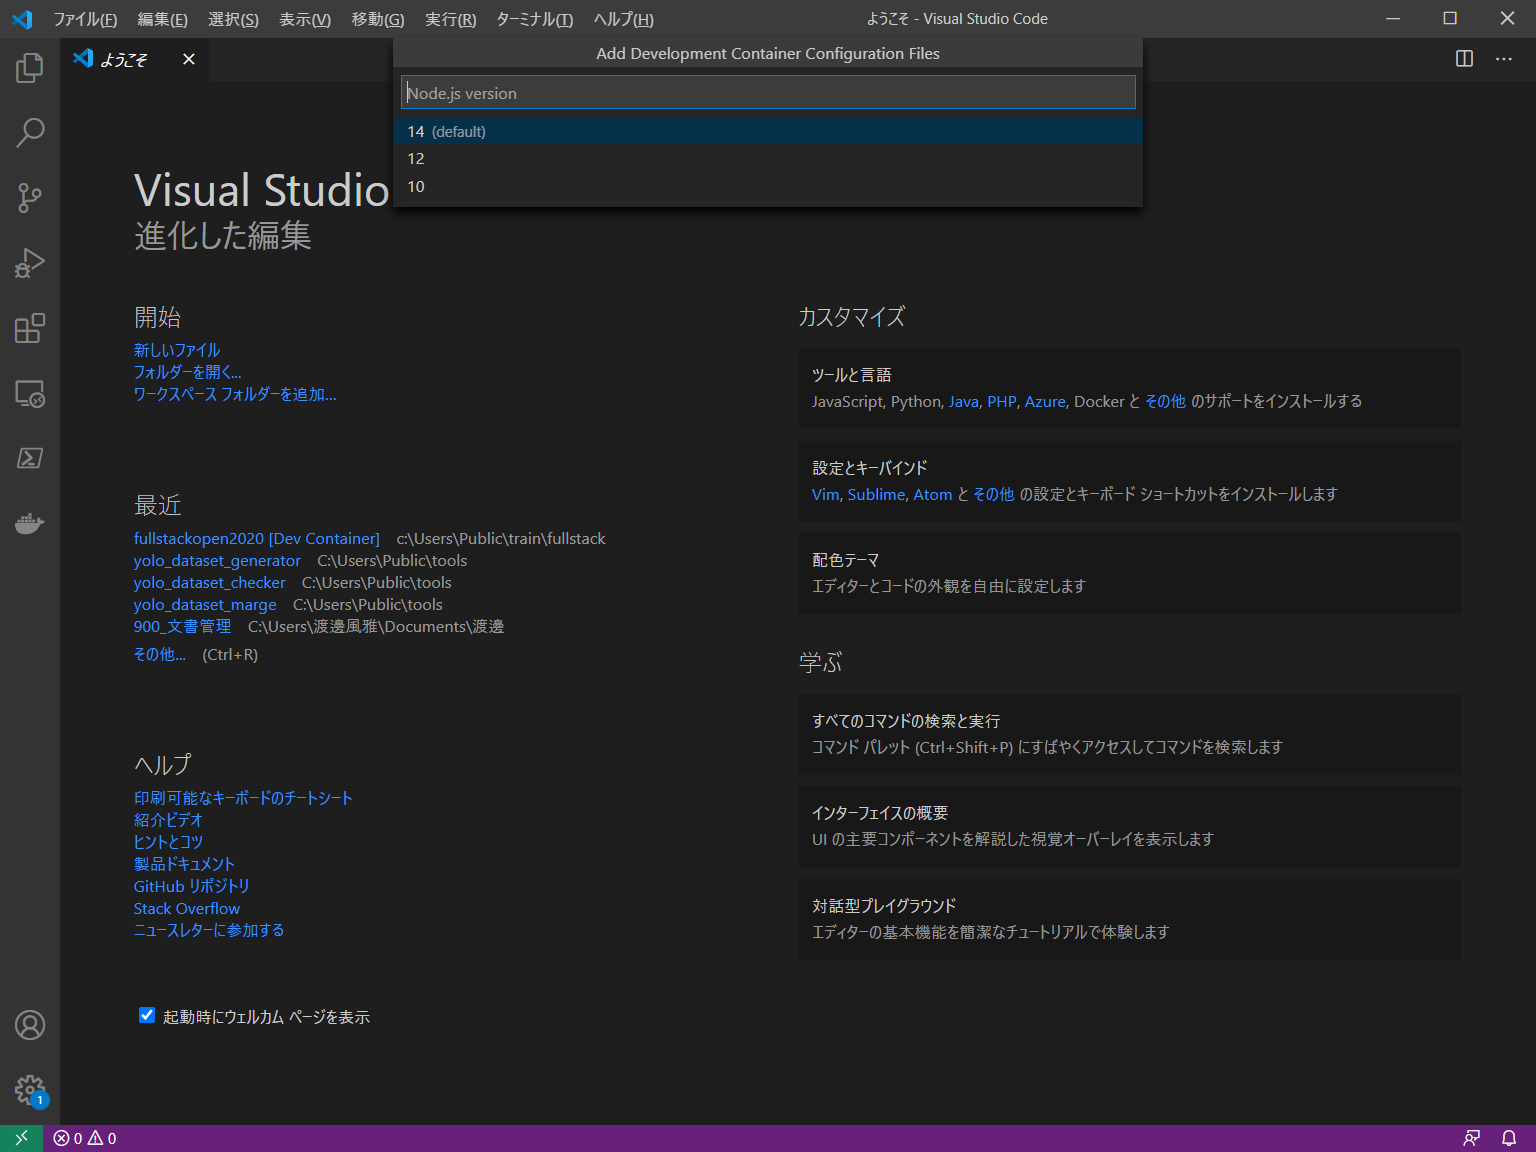 ファイル(F) 編集(E) 選択(S) 表示(V) 移動(G) 実行(R) ターミナル(T) ヘルプ(H) ようこそ - Visual Studio Code
ようこそ
Add Development Container Configuration Files
Node.js version
14 (default)
12
10
Visual Studio
進化した編集
開始
新しいファイル
フォルダーを開く...
ワークスペース フォルダーを追加...
最近
fullstackopen2020 [Dev Container] c:\Users\Public\train\fullstack
yolo_dataset_generator C:\Users\Public\tools
yolo_dataset_checker C:\Users\Public\tools
yolo_dataset_marge C:\Users\Public\tools
900_文書管理 C:\Users\渡邊風雅\Documents\渡邊
その他... (Ctrl+R)
ヘルプ
印刷可能なキーボードのチートシート
紹介ビデオ
ヒントとコツ
製品ドキュメント
GitHub リポジトリ
Stack Overflow
ニュースレターに参加する
起動時にウェルカム ページを表示
カスタマイズ
ツールと言語
JavaScript, Python, Java, PHP, Azure, Docker と その他 のサポートをインストールする
設定とキーバインド
Vim, Sublime, Atom と その他 の設定とキーボード ショートカットをインストールします
配色テーマ
エディターとコードの外観を自由に設定します
学ぶ
すべてのコマンドの検索と実行
コマンド パレット (Ctrl+Shift+P) にすばやくアクセスしてコマンドを検索します
インターフェイスの概要
UI の主要コンポーネントを解説した視覚オーバーレイを表示します
対話型プレイグラウンド
エディターの基本機能を簡潔なチュートリアルで体験します
1
0 0